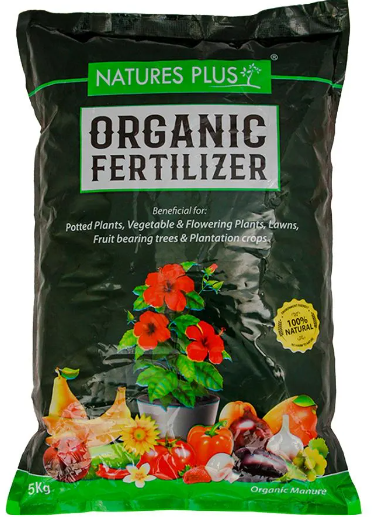 NATURES PLUS ®
ORGANIC
FERTILIZER
Beneficial for:
Potted Plants, Vegetable & Flowering Plants, Lawns,
Fruit bearing trees & Plantation crops
100%
NATURAL
5Kg
Organic Manure